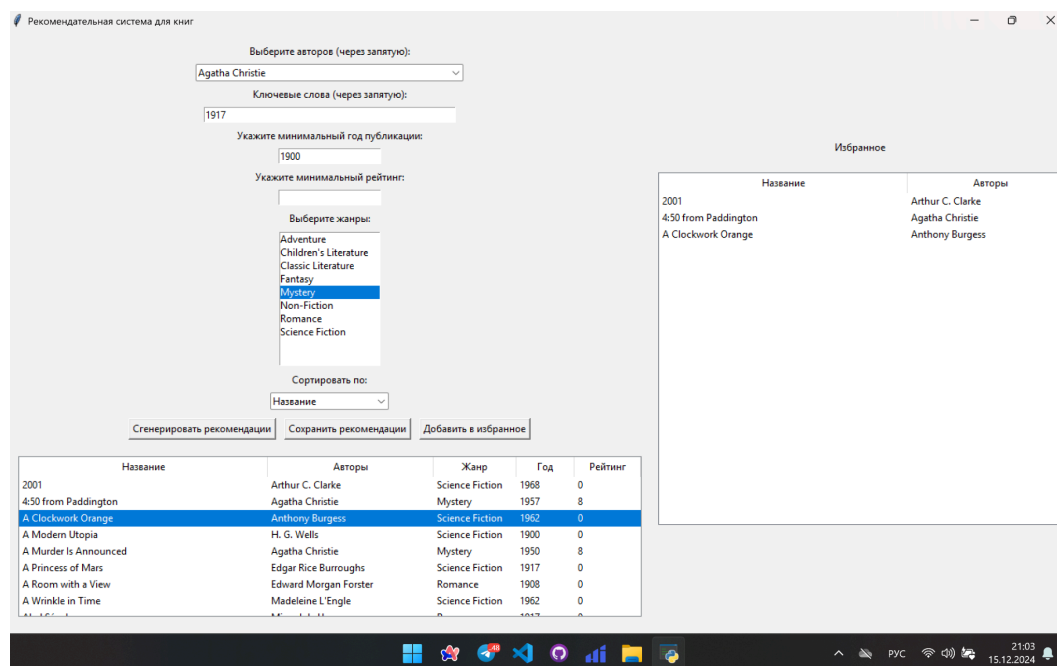 Рекомендательная система для книг
Выберите авторов (через запятую):
Agatha Christie
Ключевые слова (через запятую):
1917
Укажите минимальный год публикации:
1900
Укажите минимальный рейтинг:
Выберите жанры:
Adventure
Children's Literature
Classic Literature
Fantasy
Mystery
Non-Fiction
Romance
Science Fiction
Сортировать по:
Название
Сгенерировать рекомендации Сохранить рекомендации Добавить в избранное
Название Авторы Жанр Год Рейтинг
2001 Arthur C. Clarke Science Fiction 1968 0
4:50 from Paddington Agatha Christie Mystery 1957 8
A Clockwork Orange Anthony Burgess Science Fiction 1962 0
A Modern Utopia H. G. Wells Science Fiction 1900 0
A Murder Is Announced Agatha Christie Mystery 1950 8
A Princess of Mars Edgar Rice Burroughs Science Fiction 1917 0
A Room with a View Edward Morgan Forster Romance 1908 0
A Wrinkle in Time Madeleine L'Engle Science Fiction 1962 0
Избранное
Название Авторы
2001 Arthur C. Clarke
4:50 from Paddington Agatha Christie
A Clockwork Orange Anthony Burgess
48
РУС
21:03
15.12.2024